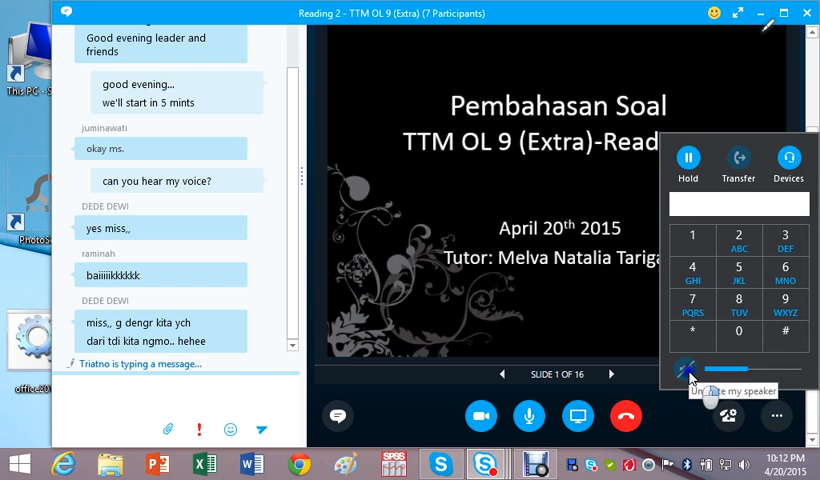 Reading 2 - TTM OL 9 (Extra) (7 Participants)
This PC - S
PhotoS
office20
Good evening leader and
friends
good evening...
we'll start in 5 mints
juminawati
okay ms.
can you hear my voice?
DEDE DEWI
yes miss,,
raminah
baiiiiikkkkkk
DEDE DEWI
miss,, g dengr kita ych
dari tdi kita ngmo.. hehee
Triatno is typing a message...
Pembahasan Soal
TTM OL 9 (Extra)-Read
April 20th 2015
Tutor: Melva Natalia Tariga
SLIDE 1 OF 16
Hold
Transfer
Devices
1
2
3
ABC
DEF
4
5
6
GHI
JKL
MNO
7
8
9
PQRS
TUV
WXYZ
*
0
#
my speaker
SPSS
10:12 PM
4/20/2015